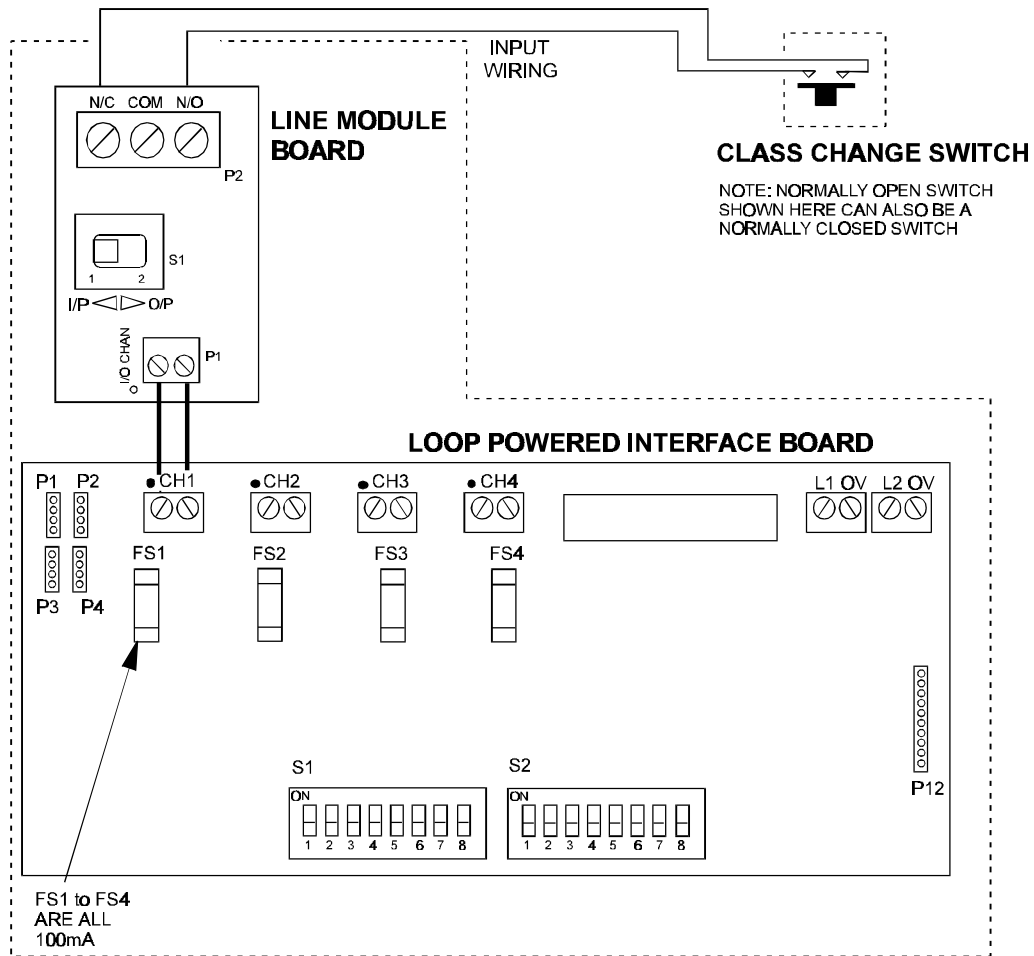 INPUT
WIRING
N/C COM N/O
P2
LINE MODULE
BOARD
CLASS CHANGE SWITCH
NOTE: NORMALLY OPEN SWITCH
SHOWN HERE CAN ALSO BE A
NORMALLY CLOSED SWITCH
S1
1 2
I/P O/P
I/O CHAN
P1
LOOP POWERED INTERFACE BOARD
P1 P2 CH1 CH2 CH3 CH4 L1 OV L2 OV
FS1 FS2 FS3 FS4
P3 P4
P12
S1 S2
ON ON
1 2 3 4 5 6 7 8 1 2 3 4 5 6 7 8
FS1 to FS4
ARE ALL
100mA